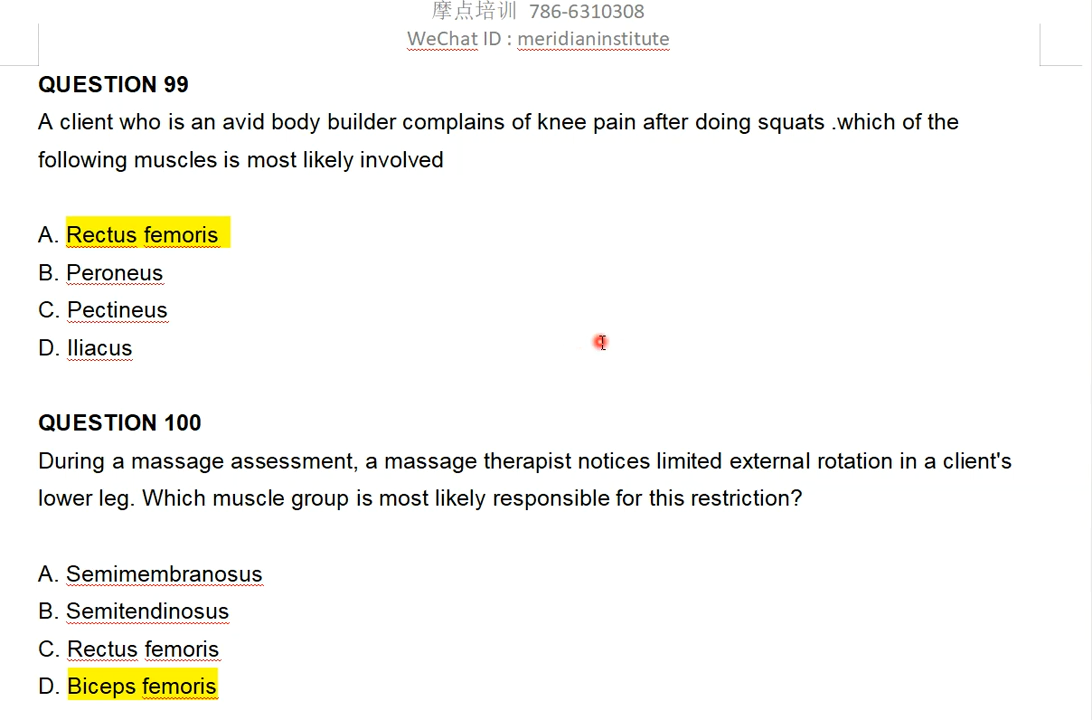 摩点培训 786-6310308
WeChat ID : meridianinstitute
QUESTION 99
A client who is an avid body builder complains of knee pain after doing squats .which of the
following muscles is most likely involved
A. Rectus femoris
B. Peroneus
C. Pectineus
D. Iliacus
QUESTION 100
During a massage assessment, a massage therapist notices limited external rotation in a client's
lower leg. Which muscle group is most likely responsible for this restriction?
A. Semimembranosus
B. Semitendinosus
C. Rectus femoris
D. Biceps femoris